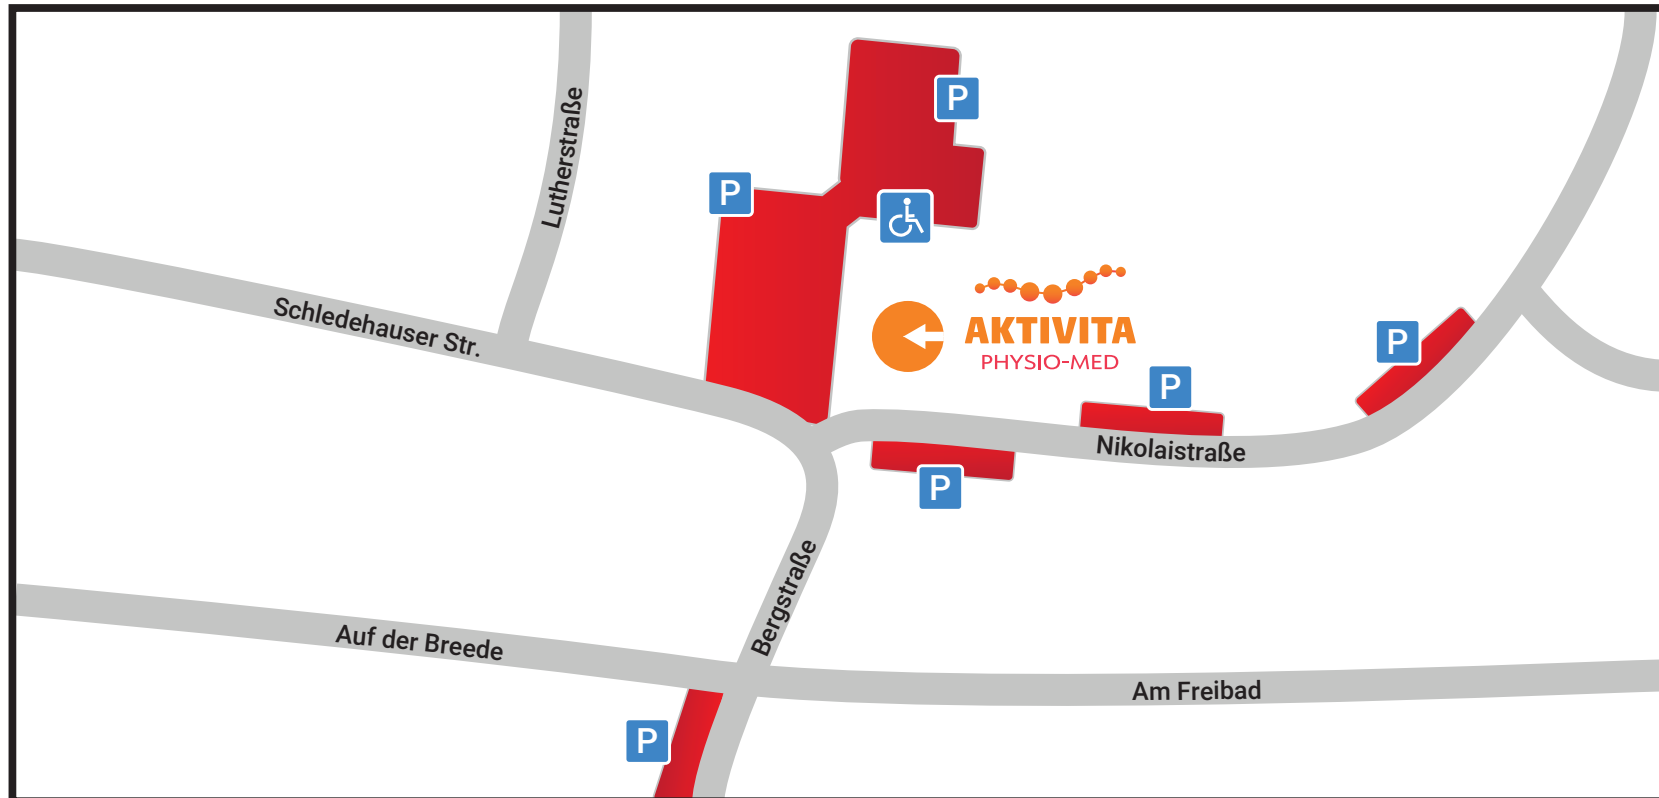 P
Lutherstraße
P
Schledehauser Str.
AKTIVITA
PHYSIO-MED
P
P
Nikolaistraße
P
Bergstraße
Auf der Breede
Am Freibad
P